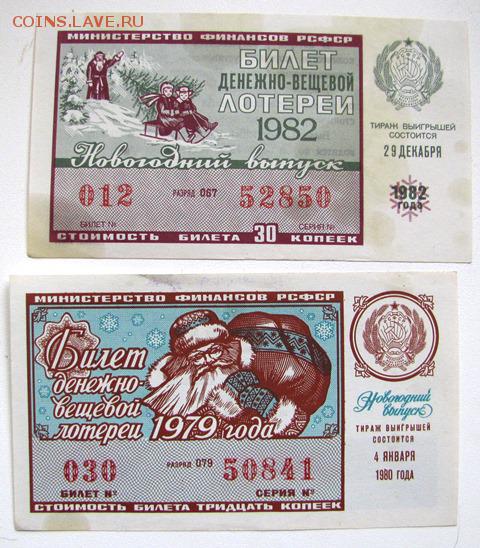 COINS.LAVE.RU
МИНИСТЕРСТВО ФИНАНСОВ РСФСР
БИЛЕТ
ДЕНЕЖНО-ВЕЩЕВОЙ
ЛОТЕРЕИ
1982
Новогодний выпуск
012 РАЗРЯД 067 52850
БИЛЕТ № СЕРИЯ №
СТОИМОСТЬ БИЛЕТА 30 КОПЕЕК
ТИРАЖ ВЫИГРЫШЕЙ
СОСТОИТСЯ
29 ДЕКАБРЯ
1982
ГОДА
МИНИСТЕРСТВО ФИНАНСОВ РСФСР
Билет
денежно-
вещевой
лотереи 1979 года
030 РАЗРЯД 079 50841
БИЛЕТ № СЕРИЯ №
СТОИМОСТЬ БИЛЕТА ТРИДЦАТЬ КОПЕЕК
Новогодний
выпуск
ТИРАЖ ВЫИГРЫШЕЙ
СОСТОИТСЯ
4 ЯНВАРЯ
1980 ГОДА